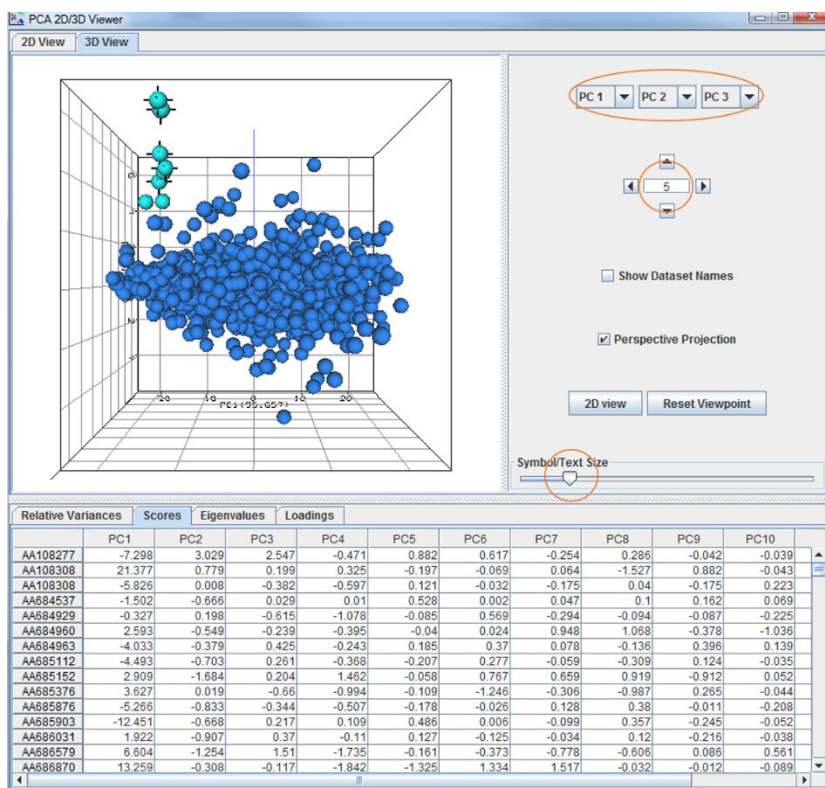 PCA 2D/3D Viewer
2D View 3D View
PC 1 PC 2 PC 3
5
Show Dataset Names
Perspective Projection
2D view Reset Viewpoint
Symbol/Text Size
20 10 0 10 20
Relative Variances Scores Eigenvalues Loadings
PC1 PC2 PC3 PC4 PC5 PC6 PC7 PC8 PC9 PC10
AA108277 -7.298 3.029 2.547 -0.471 0.882 0.617 -0.254 0.286 -0.042 -0.039
AA108308 21.377 0.779 0.199 0.325 -0.197 -0.069 0.064 -1.527 0.882 -0.043
AA108308 -5.826 0.008 -0.382 -0.597 0.121 -0.032 -0.175 0.04 -0.175 0.223
AA684537 -1.502 -0.666 0.029 0.01 0.528 0.002 0.047 0.1 0.162 0.069
AA684929 -0.327 0.198 -0.615 -1.078 -0.085 0.569 -0.294 -0.094 -0.087 -0.225
AA684960 2.593 -0.549 -0.239 -0.395 -0.04 0.024 0.948 1.068 -0.378 -1.036
AA684963 -4.033 -0.379 0.425 -0.243 0.185 0.37 0.078 -0.136 0.396 0.139
AA685112 -4.493 -0.703 0.261 -0.368 -0.207 0.277 -0.059 -0.309 0.124 -0.035
AA685152 2.909 -1.684 0.204 1.462 -0.058 0.767 0.659 0.919 -0.912 0.052
AA685376 3.627 0.019 -0.66 -0.994 -0.109 -1.246 -0.306 -0.987 0.265 -0.044
AA685876 -5.266 -0.833 -0.344 -0.507 -0.178 -0.026 0.128 0.38 -0.011 -0.208
AA685903 -12.451 -0.668 0.217 0.109 0.486 0.006 -0.099 0.357 -0.245 -0.052
AA686031 1.922 -0.907 0.37 -0.11 0.127 -0.125 -0.034 0.12 -0.216 -0.038
AA686579 6.604 -1.254 1.51 -1.735 -0.161 -0.373 -0.778 -0.606 0.086 0.561
AA686870 13.259 -0.308 -0.117 -1.842 -1.325 1.334 1.517 -0.032 -0.012 -0.089